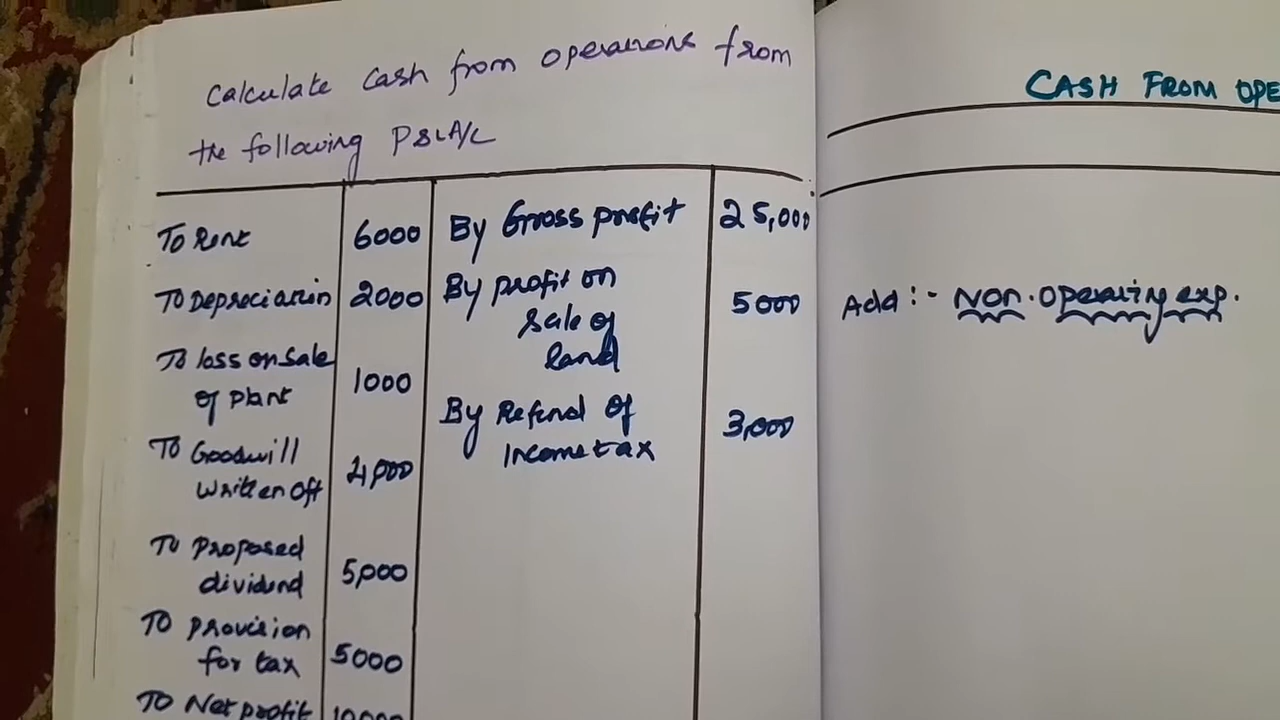 Calculate Cash from operations from
the following P&LA/c
To Rent 6000 By Gross profit 25,000
To Depreciation 2000 By profit on
sale of 5000
land
To loss on sale
of plant 1000
By Refund of
Income tax 3,000
To Goodwill
written off 4,000
To Proposed
dividend 5,000
To Provision
for tax 5000
To Net profit 10000
CASH FROM OPE
Add :- Non. operating exp.